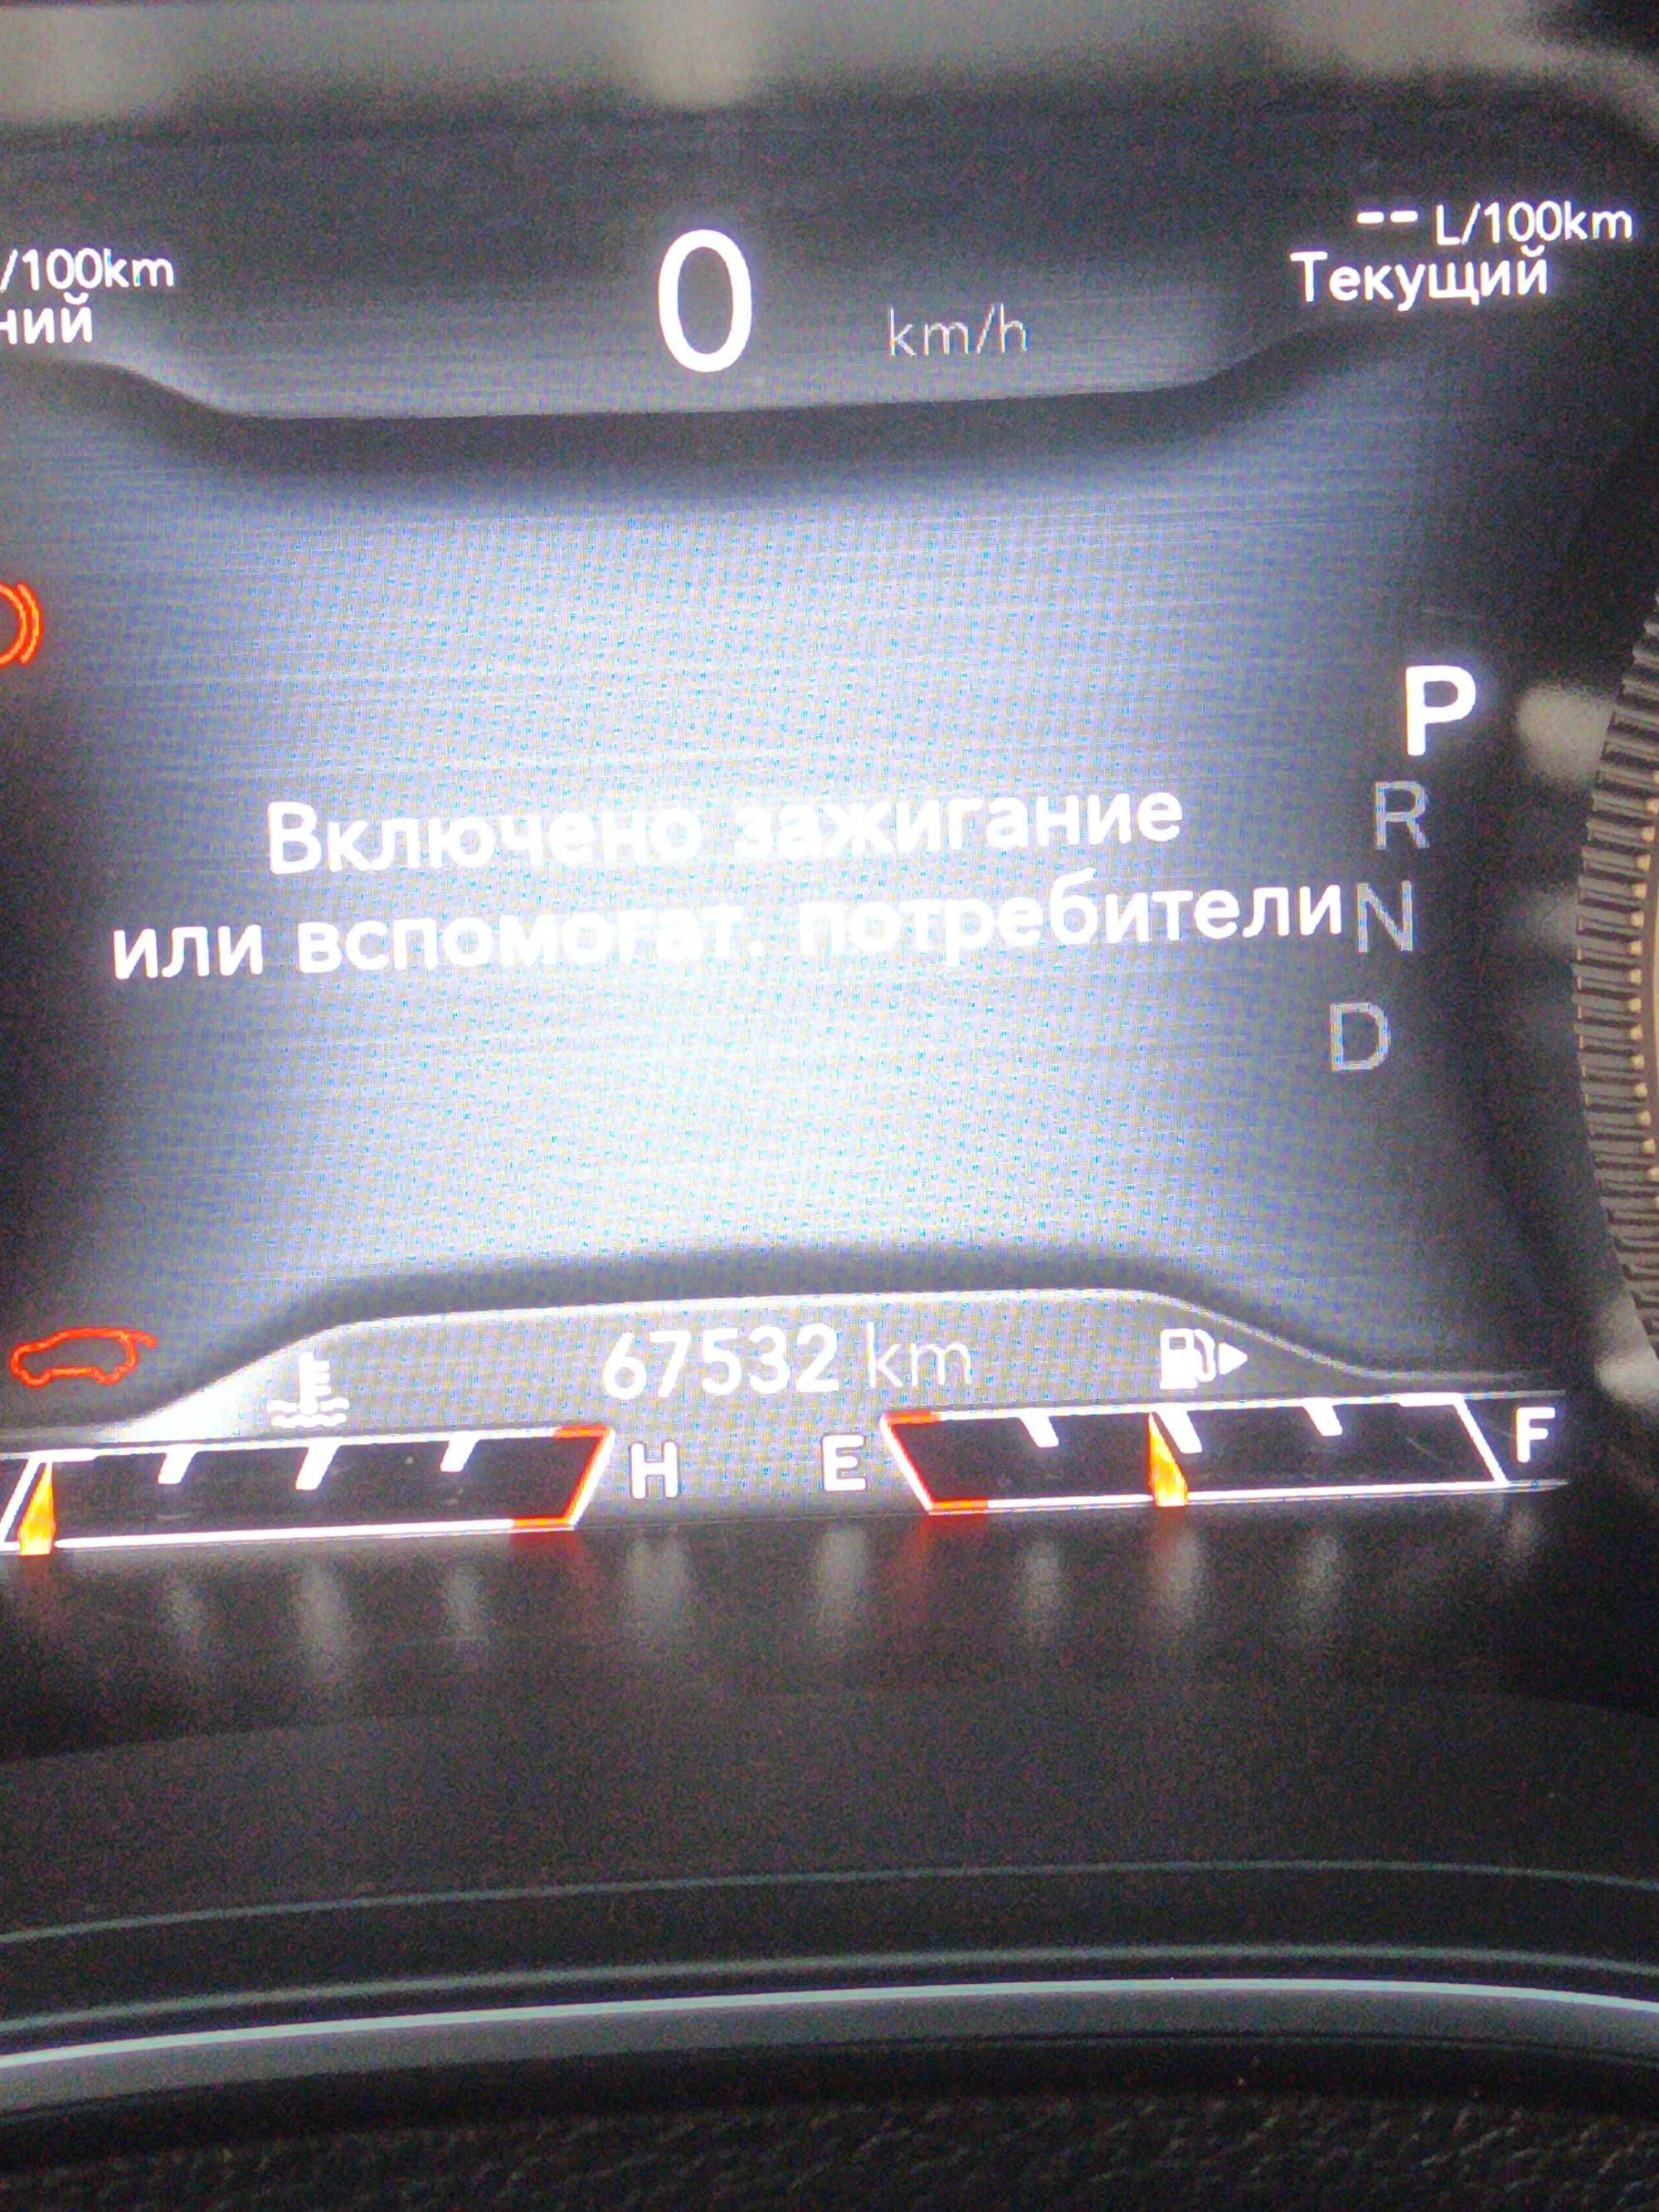 -- L/100km
Текущий
/100km
ний
0 km/h
P
R
Включено зажигание
или вспомогат. потребители
N
D
67532 km
H
E
F